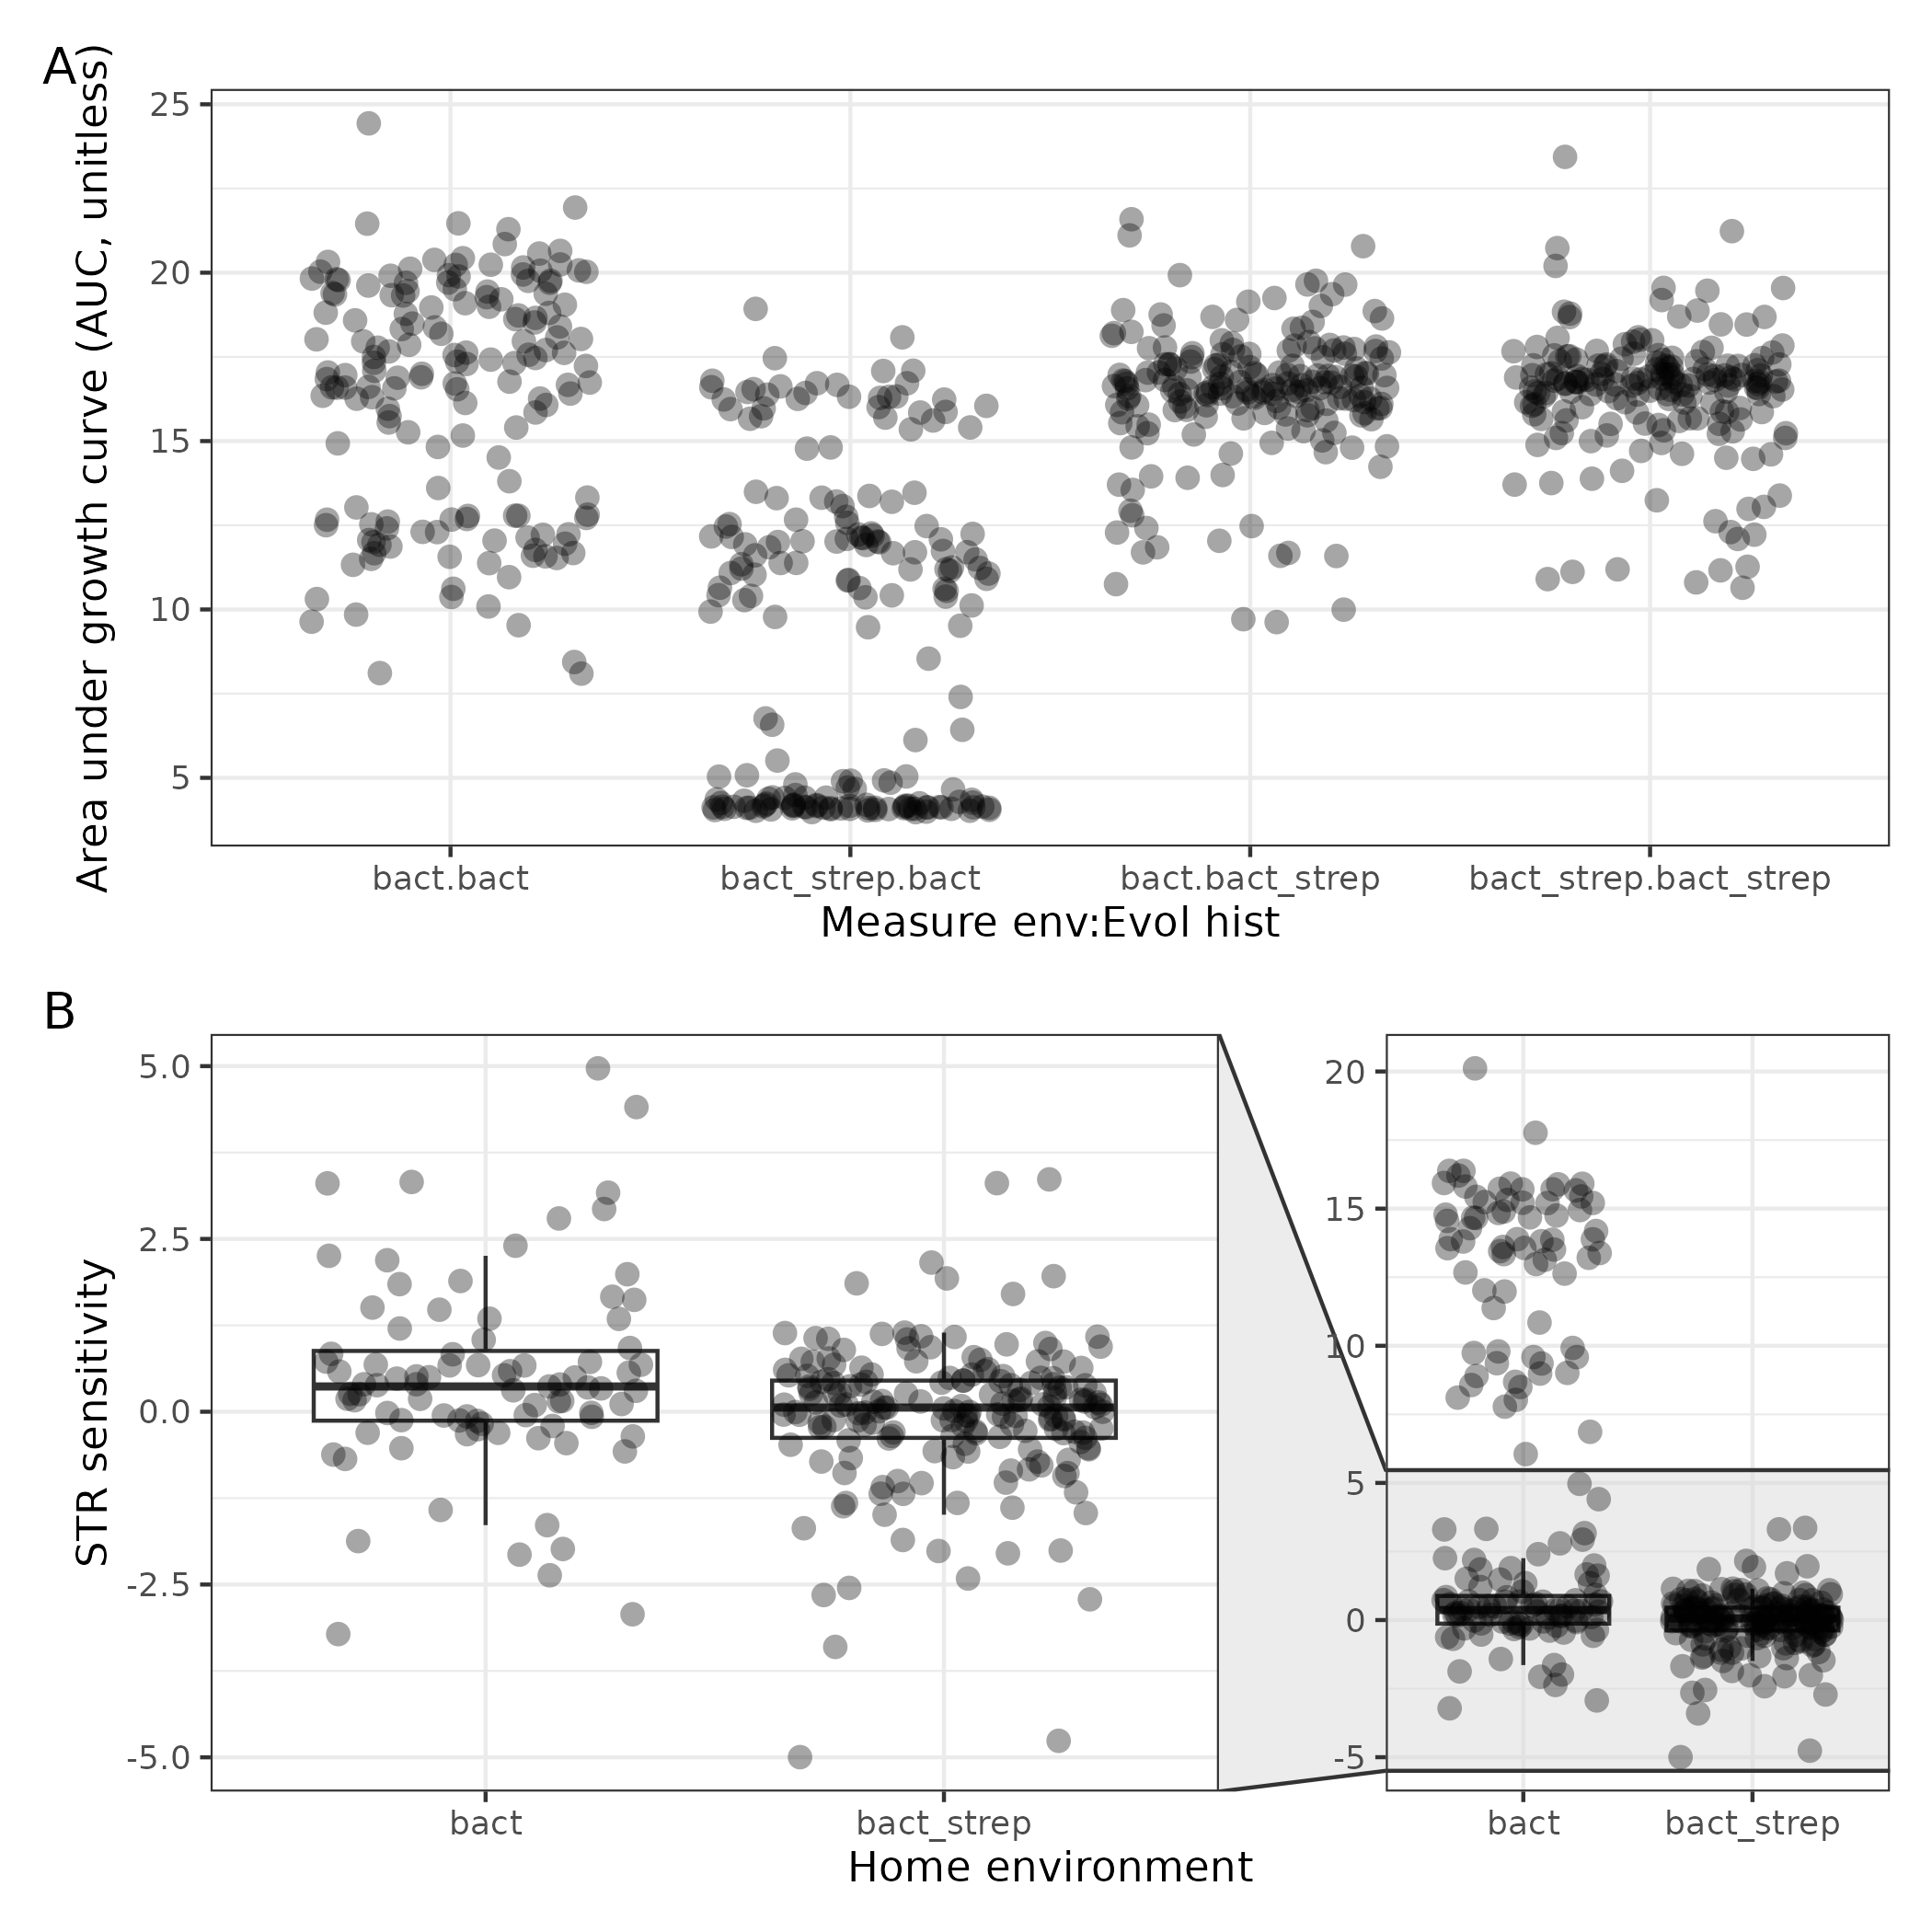 A
Area under growth curve (AUC, unitless)
25
20
15
10
5
bact.bact
bact_strep.bact
bact.bact_strep
bact_strep.bact_strep
Measure env:Evol hist
B
STR sensitivity
5.0
2.5
0.0
-2.5
-5.0
bact
bact_strep
20
15
10
5
0
-5
bact
bact_strep
Home environment